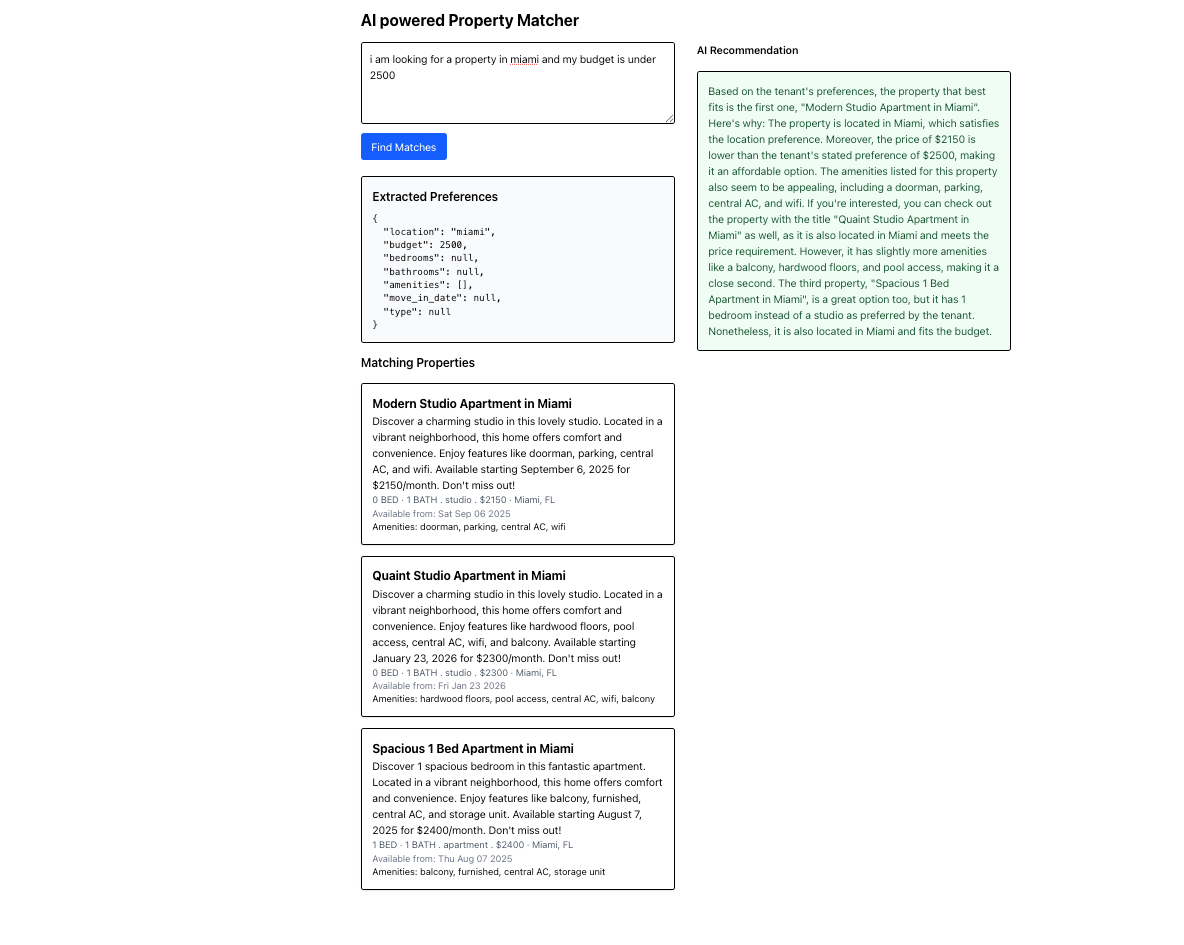 AI powered Property Matcher
i am looking for a property in miami and my budget is under
2500
Find Matches
Extracted Preferences
{
  "location": "miami",
  "budget": 2500,
  "bedrooms": null,
  "bathrooms": null,
  "amenities": [],
  "move_in_date": null,
  "type": null
}
Matching Properties
Modern Studio Apartment in Miami
Discover a charming studio in this lovely studio. Located in a
vibrant neighborhood, this home offers comfort and
convenience. Enjoy features like doorman, parking, central
AC, and wifi. Available starting September 6, 2025 for
$2150/month. Don't miss out!
0 BED · 1 BATH . studio . $2150 · Miami, FL
Available from: Sat Sep 06 2025
Amenities: doorman, parking, central AC, wifi
Quaint Studio Apartment in Miami
Discover a charming studio in this lovely studio. Located in a
vibrant neighborhood, this home offers comfort and
convenience. Enjoy features like hardwood floors, pool
access, central AC, wifi, and balcony. Available starting
January 23, 2026 for $2300/month. Don't miss out!
0 BED · 1 BATH . studio . $2300 · Miami, FL
Available from: Fri Jan 23 2026
Amenities: hardwood floors, pool access, central AC, wifi, balcony
Spacious 1 Bed Apartment in Miami
Discover 1 spacious bedroom in this fantastic apartment.
Located in a vibrant neighborhood, this home offers comfort
and convenience. Enjoy features like balcony, furnished,
central AC, and storage unit. Available starting August 7,
2025 for $2400/month. Don't miss out!
1 BED · 1 BATH . apartment . $2400 · Miami, FL
Available from: Thu Aug 07 2025
Amenities: balcony, furnished, central AC, storage unit
AI Recommendation
Based on the tenant's preferences, the property that best
fits is the first one, "Modern Studio Apartment in Miami".
Here's why: The property is located in Miami, which satisfies
the location preference. Moreover, the price of $2150 is
lower than the tenant's stated preference of $2500, making
it an affordable option. The amenities listed for this property
also seem to be appealing, including a doorman, parking,
central AC, and wifi. If you're interested, you can check out
the property with the title "Quaint Studio Apartment in
Miami" as well, as it is also located in Miami and meets the
price requirement. However, it has slightly more amenities
like a balcony, hardwood floors, and pool access, making it a
close second. The third property, "Spacious 1 Bed
Apartment in Miami", is a great option too, but it has 1
bedroom instead of a studio as preferred by the tenant.
Nonetheless, it is also located in Miami and fits the budget.